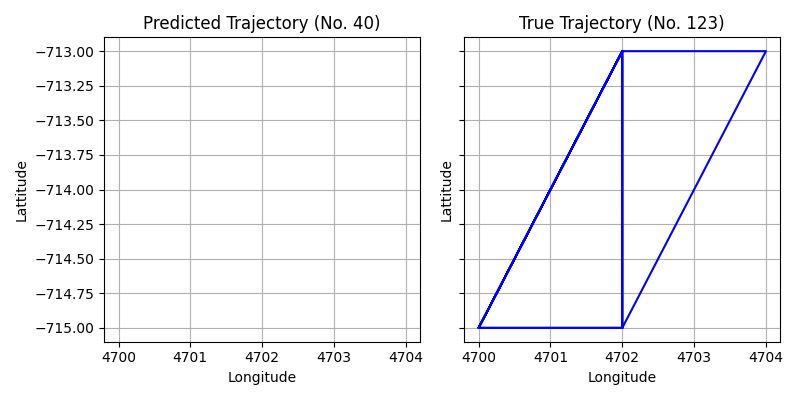 Predicted Trajectory (No. 40)
True Trajectory (No. 123)
−713.00
−713.25
−713.50
−713.75
−714.00
−714.25
−714.50
−714.75
−715.00
Lattitude
Lattitude
4700 4701 4702 4703 4704
4700 4701 4702 4703 4704
Longitude
Longitude